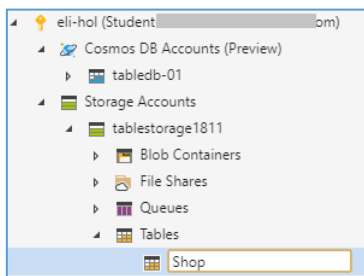 eli-hol (Student om)
Cosmos DB Accounts (Preview)
tabledb-01
Storage Accounts
tablestorage1811
Blob Containers
File Shares
Queues
Tables
Shop